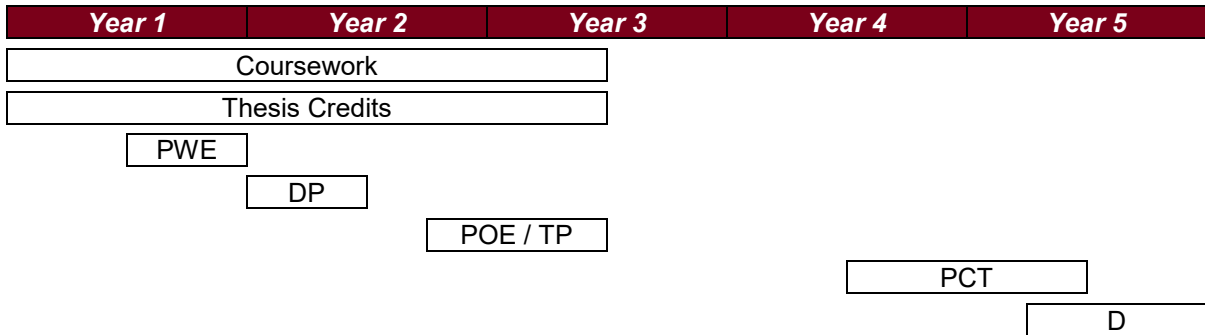 Year 1 Year 2 Year 3 Year 4 Year 5
Coursework
Thesis Credits
PWE
DP
POE / TP
PCT
D